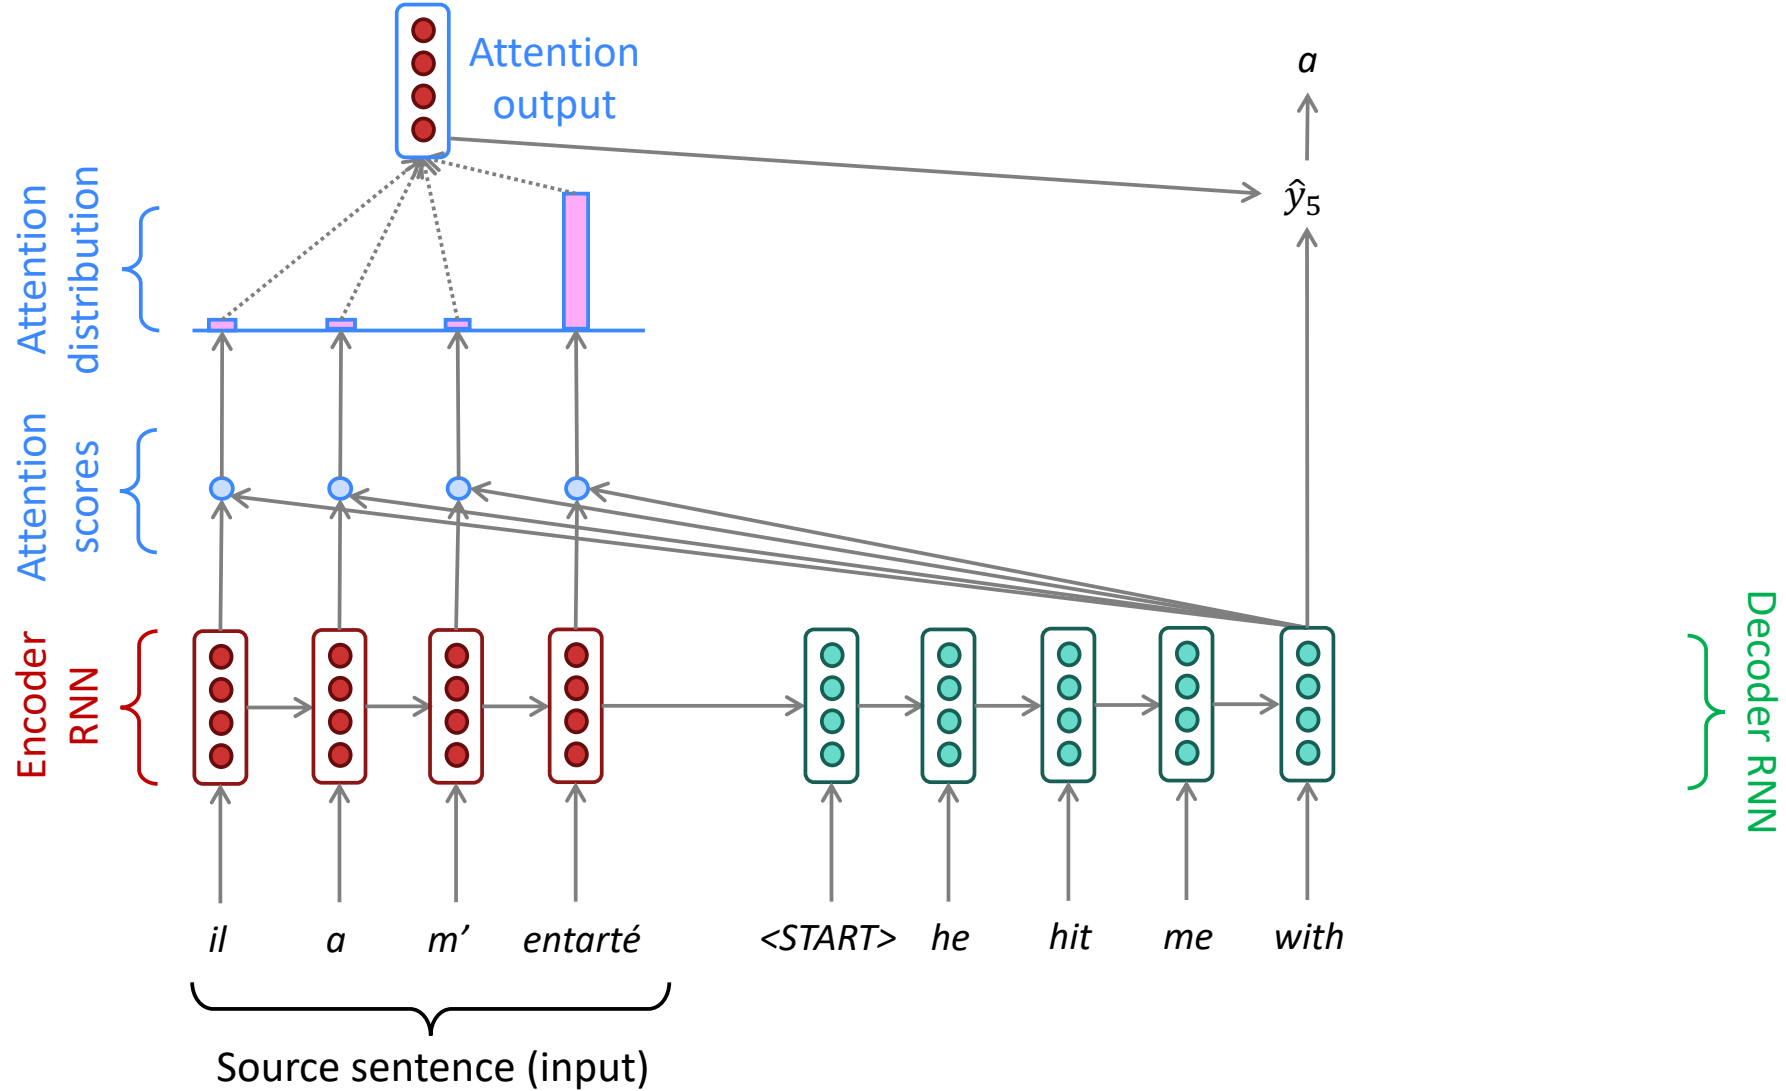 Attention
output
a
ŷ₅
Attention
distribution
Attention
scores
Encoder
RNN
Decoder RNN
il a m’ entarté <START> he hit me with
Source sentence (input)